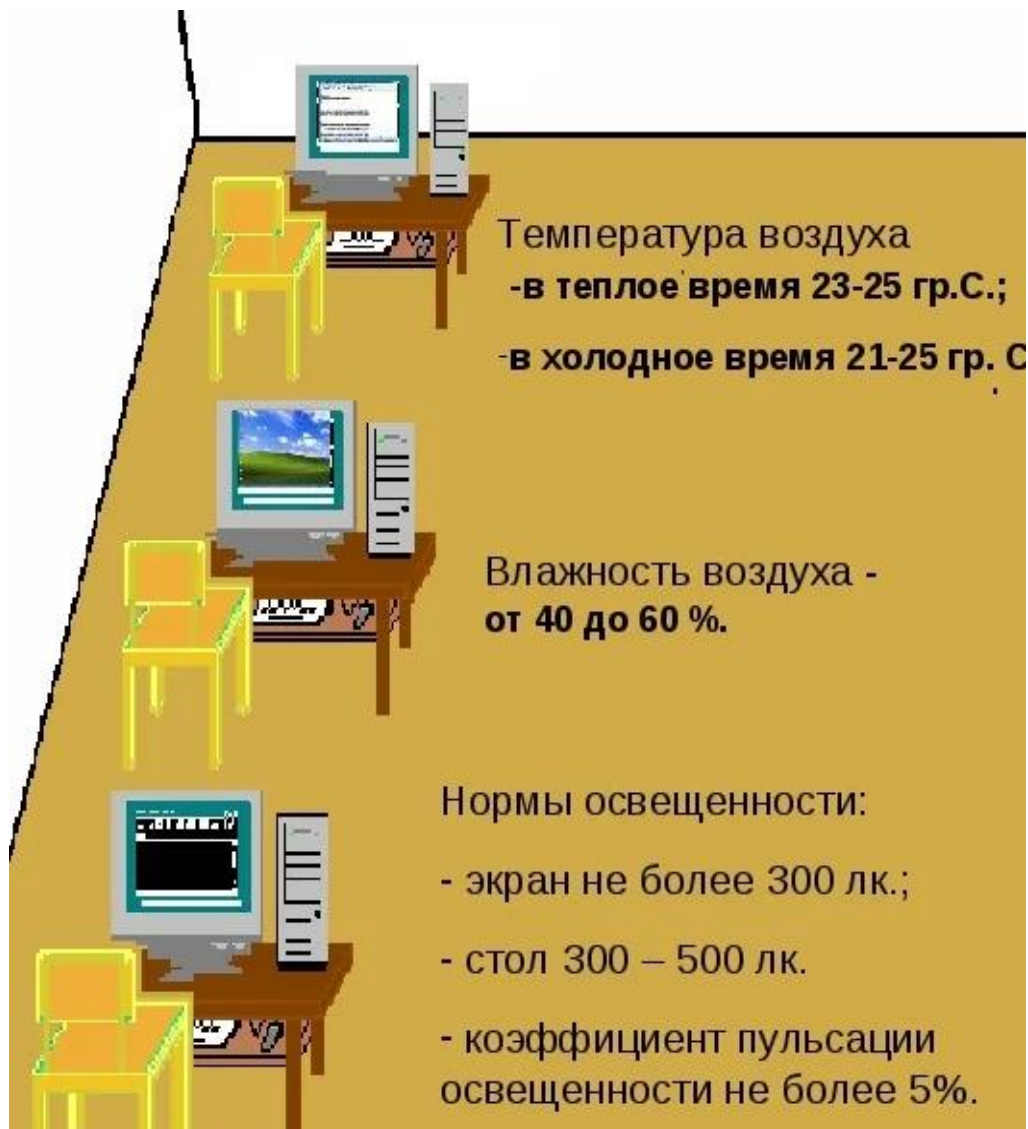 Температура воздуха
-в теплое время 23-25 гр.С.;
-в холодное время 21-25 гр. С
.
Влажность воздуха -
от 40 до 60 %.
Нормы освещенности:
- экран не более 300 лк.;
- стол 300 – 500 лк.
- коэффициент пульсации
освещенности не более 5%.